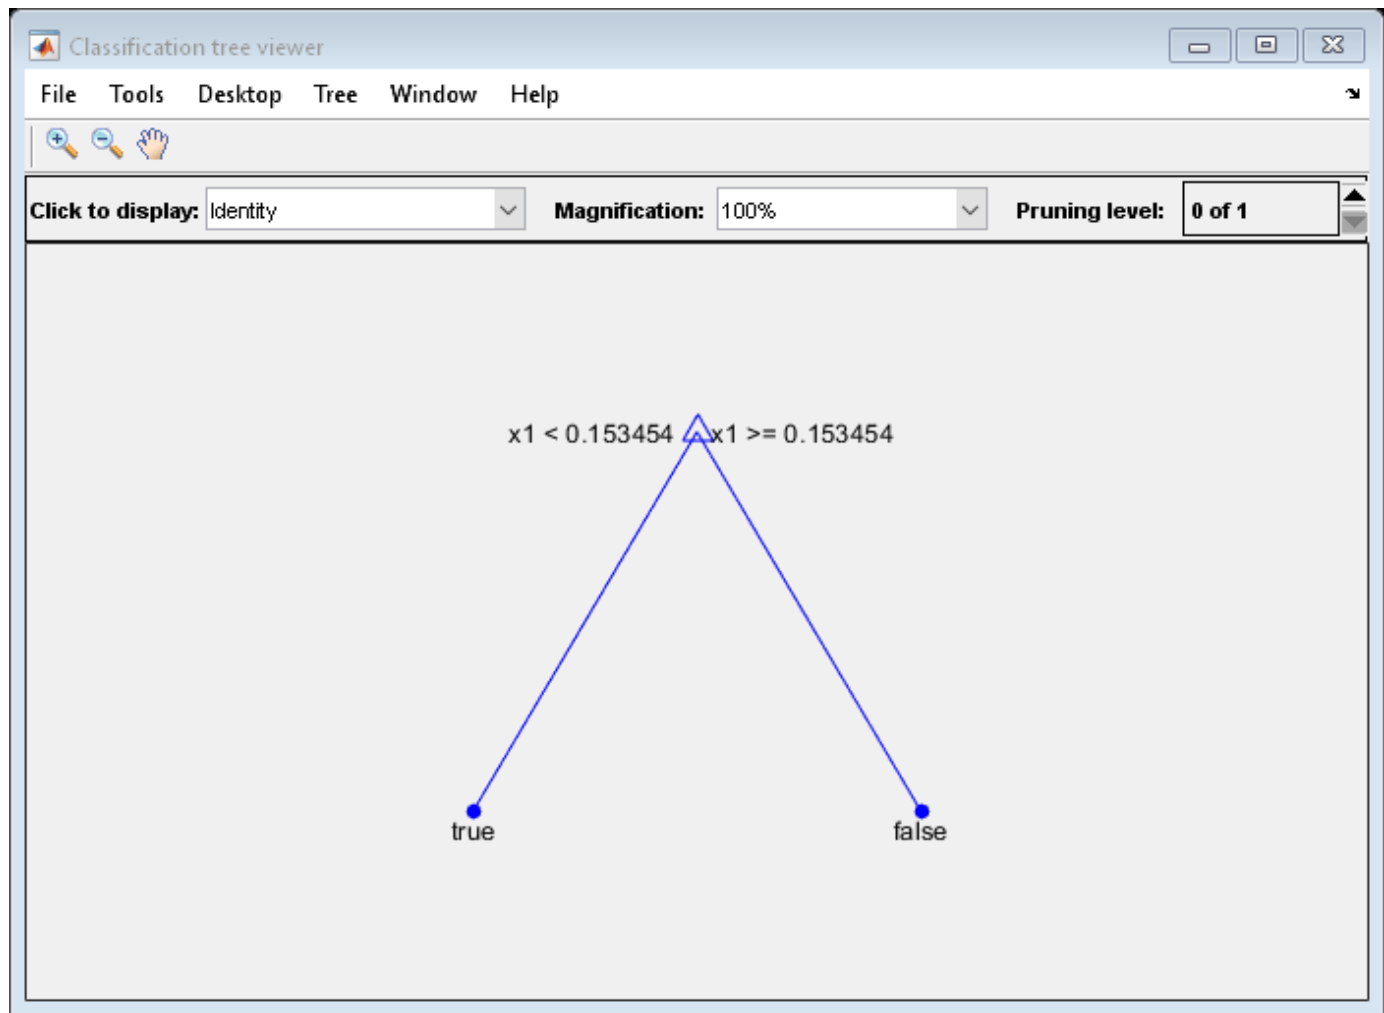 Classification tree viewer
File Tools Desktop Tree Window Help
Click to display: Identity Magnification: 100% Pruning level: 0 of 1
x1 < 0.153454 x1 >= 0.153454
true false